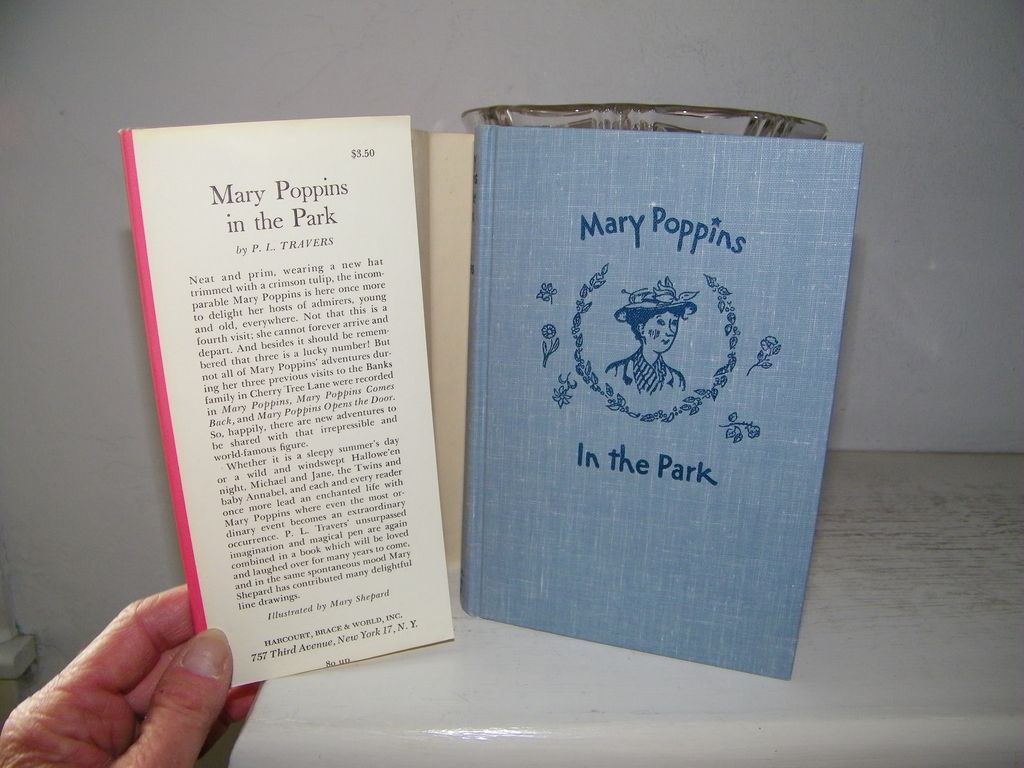 $3.50
Mary Poppins
in the Park
by P. L. TRAVERS
Neat and prim, wearing a new hat
trimmed with a crimson tulip, the incom-
parable Mary Poppins is here once more
to delight her hosts of admirers, young
and old, everywhere. Not that this is a
fourth visit; she cannot forever arrive and
depart. And besides it should be remem-
bered that three is a lucky number! But
not all of Mary Poppins' adventures dur-
ing her three previous visits to the Banks
family in Cherry Tree Lane were recorded
in Mary Poppins, Mary Poppins Comes
Back, and Mary Poppins Opens the Door.
So, happily, there are new adventures to
be shared with that irrepressible and
world-famous figure.
Whether it is a sleepy summer's day
or a wild and windswept Hallowe'en
night, Michael and Jane, the Twins and
baby Annabel, and each and every reader
once more lead an enchanted life with
Mary Poppins where even the most or-
dinary event becomes an extraordinary
occurrence. P. L. Travers' unsurpassed
imagination and magical pen are again
combined in a book which will be loved
and laughed over for many years to come,
and in the same spontaneous mood Mary
Shepard has contributed many delightful
line drawings.
Illustrated by Mary Shepard
HARCOURT, BRACE & WORLD, INC.
757 Third Avenue, New York 17, N. Y.
80 up
Mary Poppins
In the Park